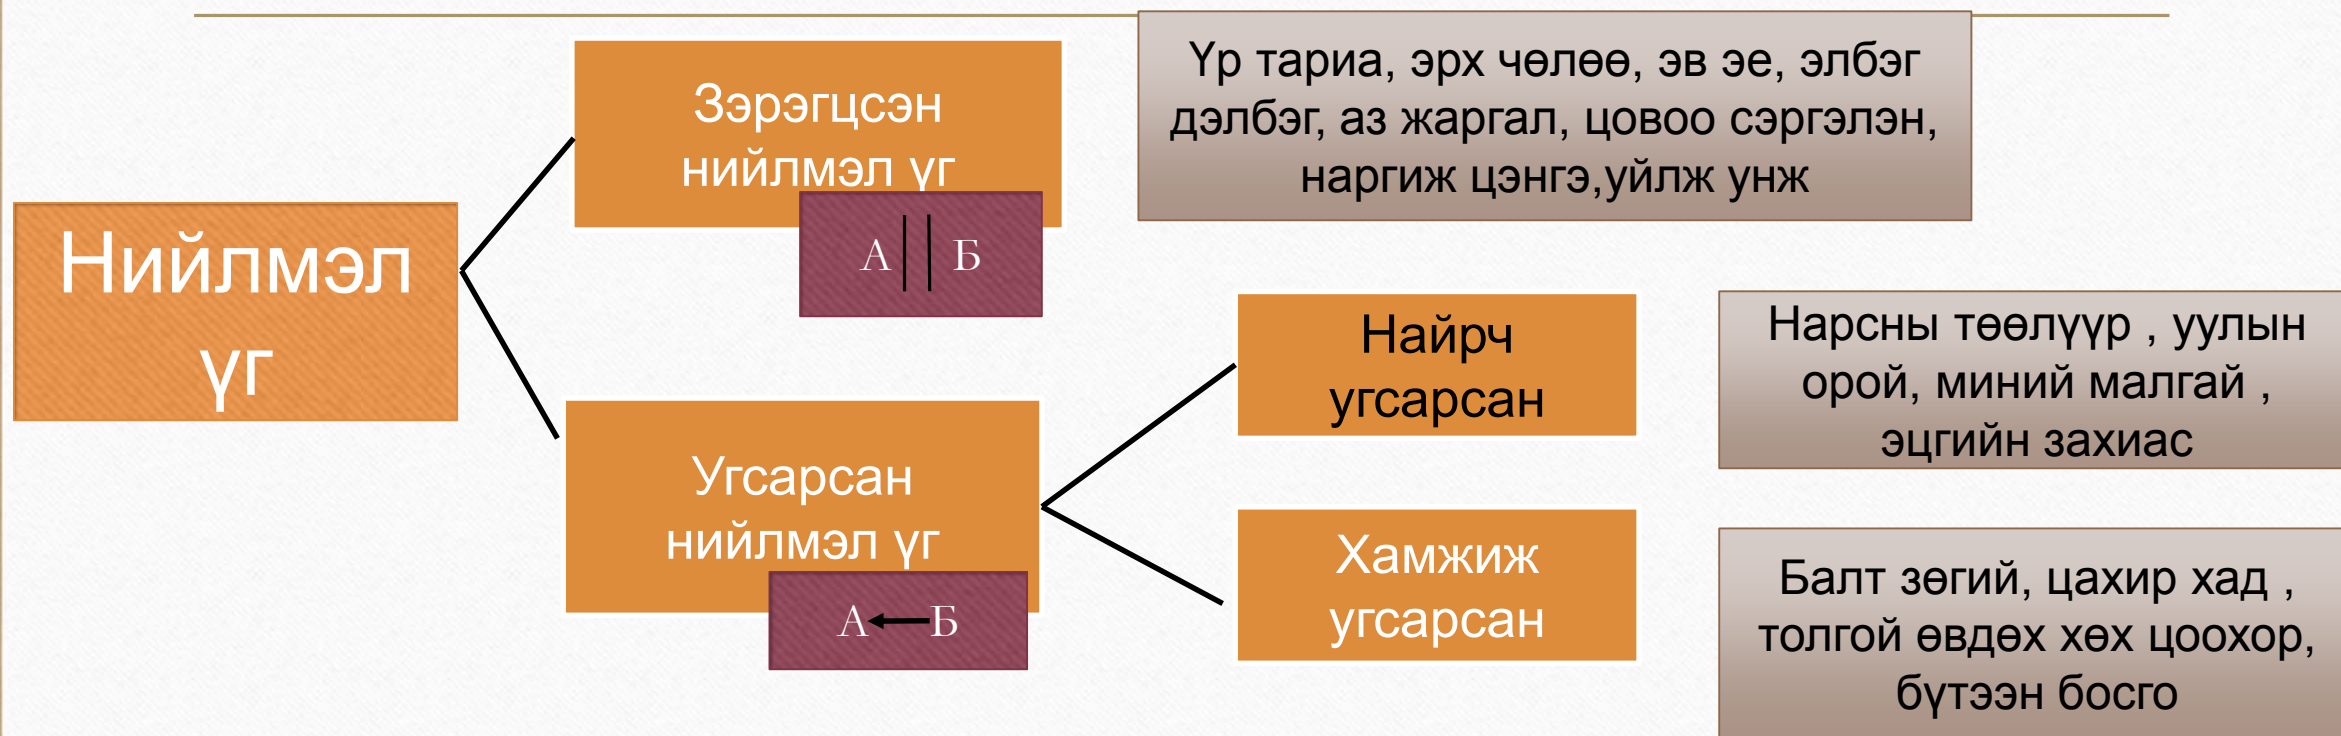 Нийлмэл
үг
Зэрэгцсэн
нийлмэл үг
А || Б
Үр тариа, эрх чөлөө, эв эе, элбэг
дэлбэг, аз жаргал, цовоо сэргэлэн,
наргиж цэнгэ,уйлж унж
Угсарсан
нийлмэл үг
А←Б
Найрч
угсарсан
Нарсны төөлүүр , уулын
орой, миний малгай ,
эцгийн захиас
Хамжиж
угсарсан
Балт зөгий, цахир хад ,
толгой өвдөх хөх цоохор,
бүтээн босго